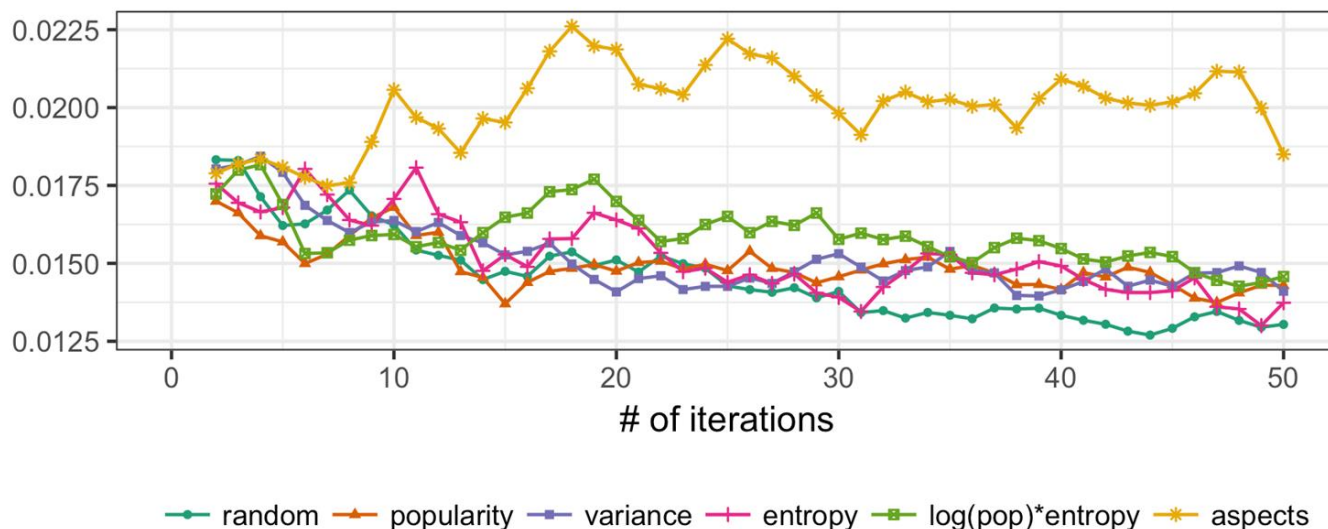 0.0225
0.0200
0.0175
0.0150
0.0125
0 10 20 30 40 50
# of iterations
random popularity variance entropy log(pop)*entropy aspects